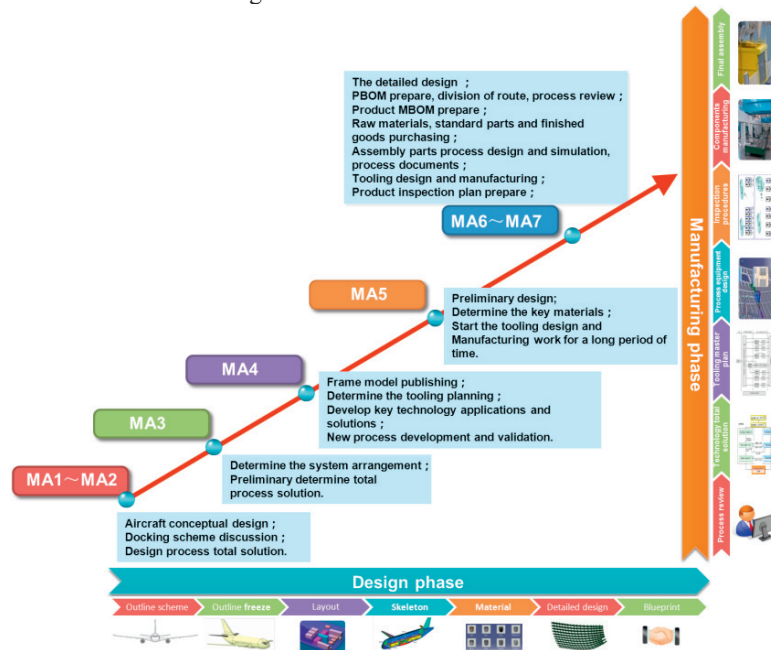 The detailed design ；
PBOM prepare, division of route, process review ；
Product MBOM prepare ；
Raw materials, standard parts and finished
goods purchasing ；
Assembly parts process design and simulation,
process documents ；
Tooling design and manufacturing ；
Product inspection plan prepare ；
MA6～MA7
MA5
Preliminary design;
Determine the key materials ；
Start the tooling design and
Manufacturing work for a long period of
time.
MA4
Frame model publishing ；
Determine the tooling planning ；
Develop key technology applications and
solutions ；
New process development and validation.
MA3
Determine the system arrangement ；
Preliminary determine total
process solution.
MA1～MA2
Aircraft conceptual design ；
Docking scheme discussion ；
Design process total solution.
Manufacturing phase
Final assembly
Components
manufacturing
Inspection
procedures
Process equipment
design
Tooling master
plan
Technology total
solution
Process review
Design phase
Outline scheme
Outline freeze
Layout
Skeleton
Material
Detailed design
Blueprint